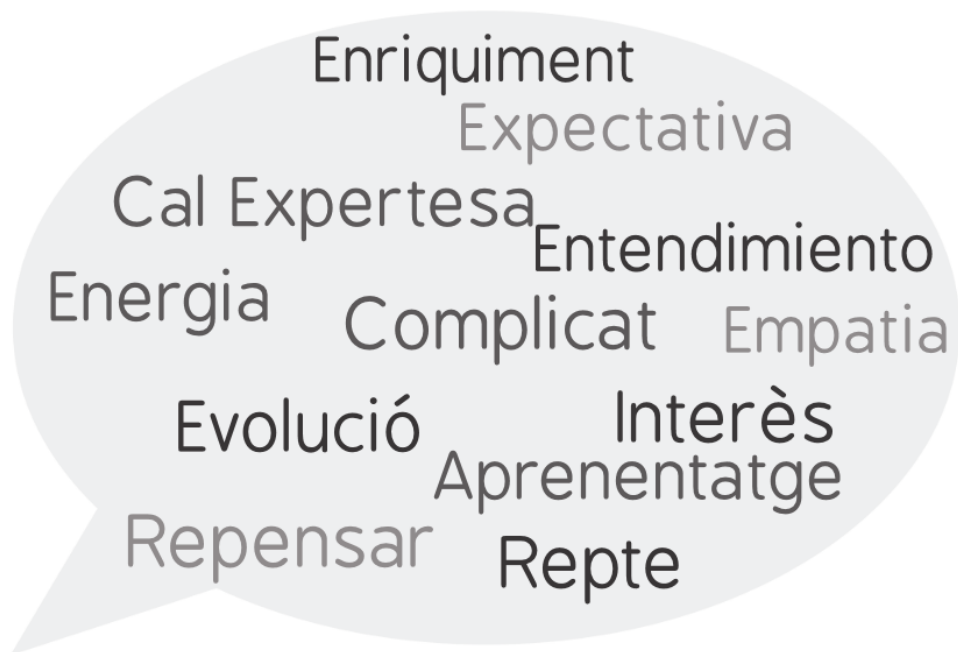 Enriquiment
Expectativa
Cal Expertesa
Entendimiento
Energia
Complicat
Empatia
Evolució
Interès
Aprenentatge
Repensar
Repte